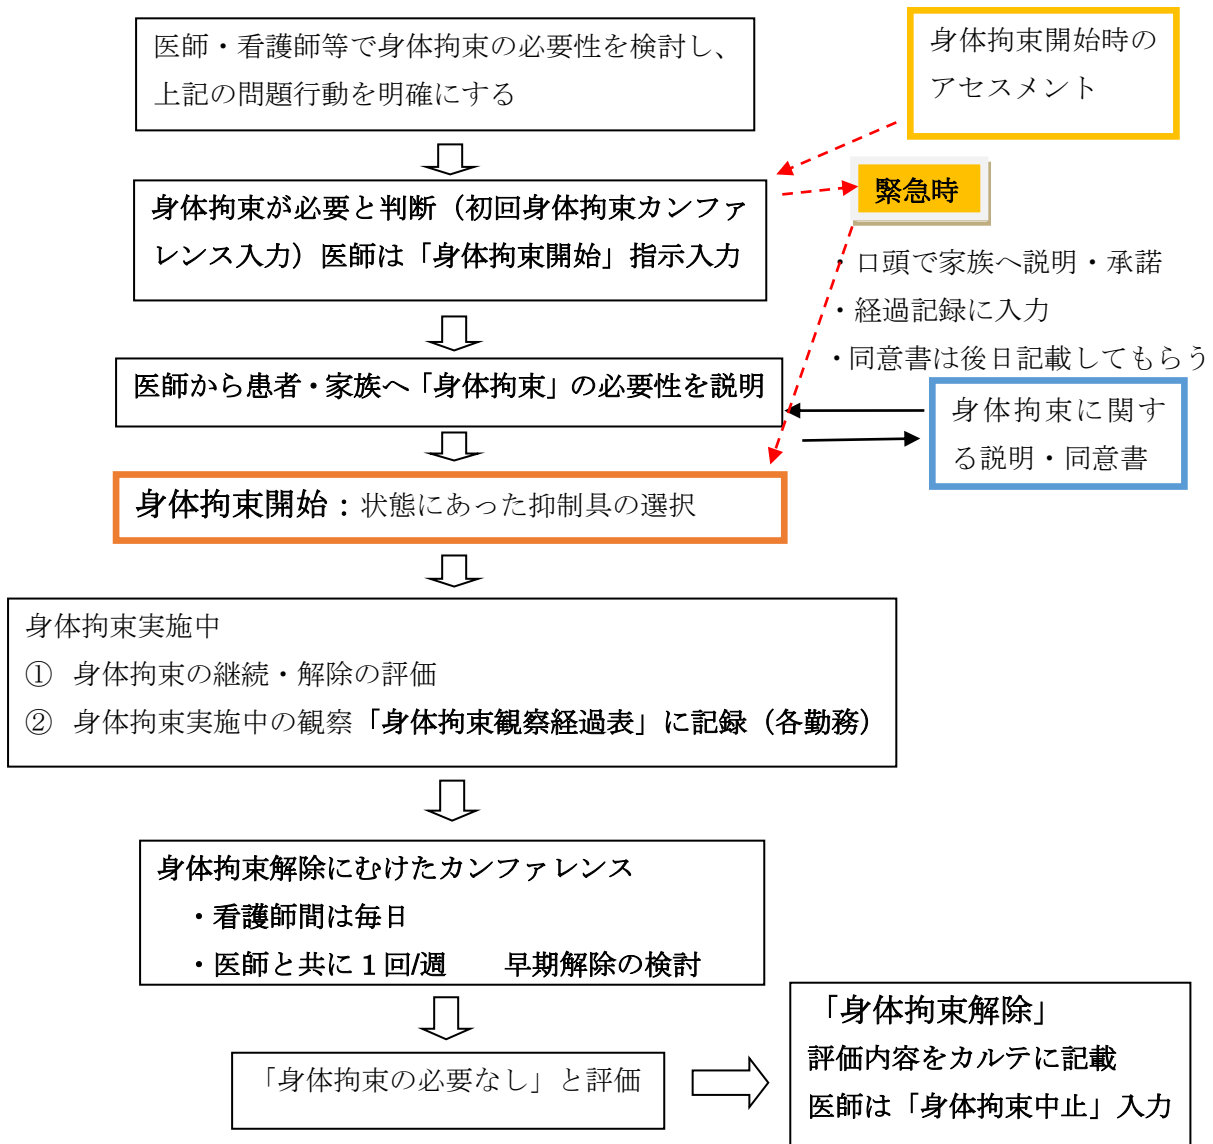 医師・看護師等で身体拘束の必要性を検討し、
上記の問題行動を明確にする
身体拘束開始時の
アセスメント
身体拘束が必要と判断（初回身体拘束カンファ
レンス入力）医師は「身体拘束開始」指示入力
緊急時
・口頭で家族へ説明・承諾
・経過記録に入力
・同意書は後日記載してもらう
医師から患者・家族へ「身体拘束」の必要性を説明
身体拘束に関す
る説明・同意書
身体拘束開始：状態にあった抑制具の選択
身体拘束実施中
① 身体拘束の継続・解除の評価
② 身体拘束実施中の観察「身体拘束観察経過表」に記録（各勤務）
身体拘束解除にむけたカンファレンス
・看護師間は毎日
・医師と共に 1 回/週　　早期解除の検討
「身体拘束の必要なし」と評価
「身体拘束解除」
評価内容をカルテに記載
医師は「身体拘束中止」入力